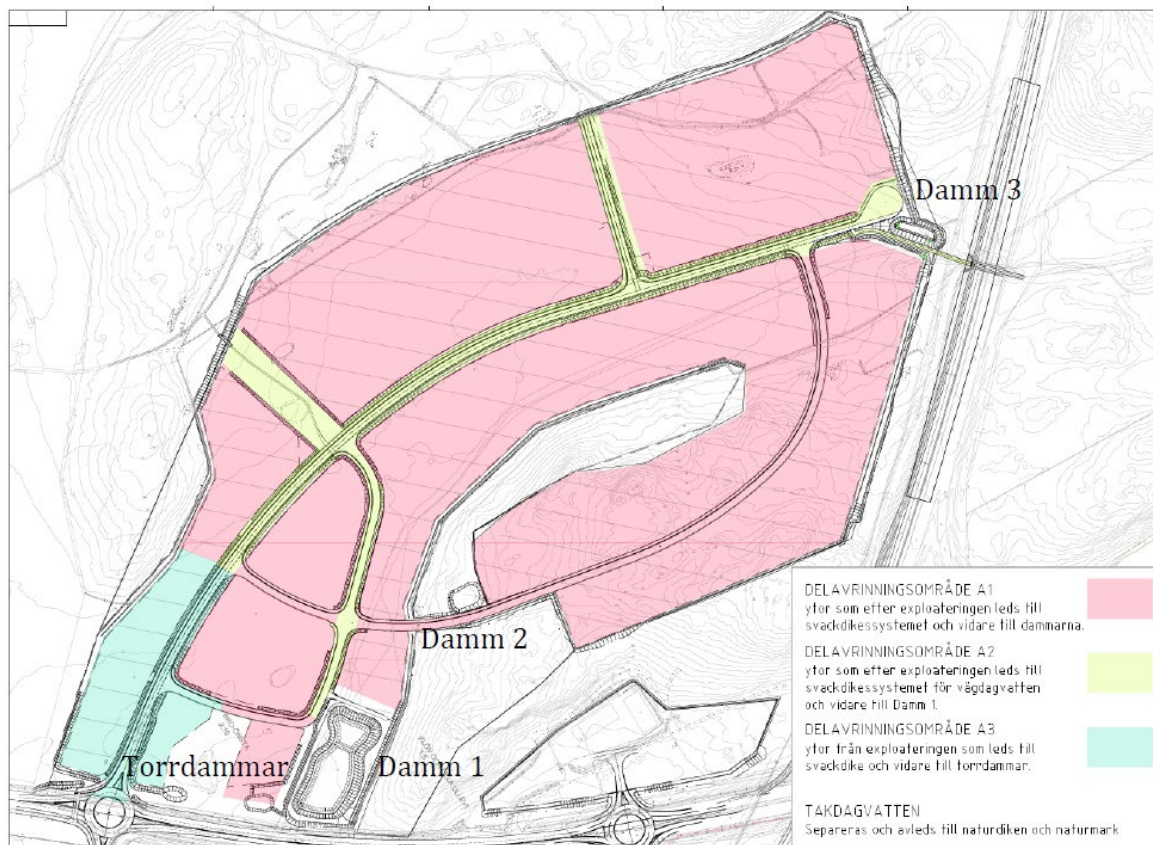 Damm 3
Damm 2
Torrdammar
Damm 1
DELAVRINNINGSOMRÅDE A1
ytor som efter exploateringen leds till
svackdikessystemet och vidare till dammarna.
DELAVRINNINGSOMRÅDE A2
ytor som efter exploateringen leds till
svackdikessystemet för vägdagvatten
och vidare till Damm 1.
DELAVRINNINGSOMRÅDE A3
ytor från exploateringen som leds till
svackdike och vidare till torrdammar.
TAKDAGVATTEN
Separeras och avleds till naturdiken och naturmark